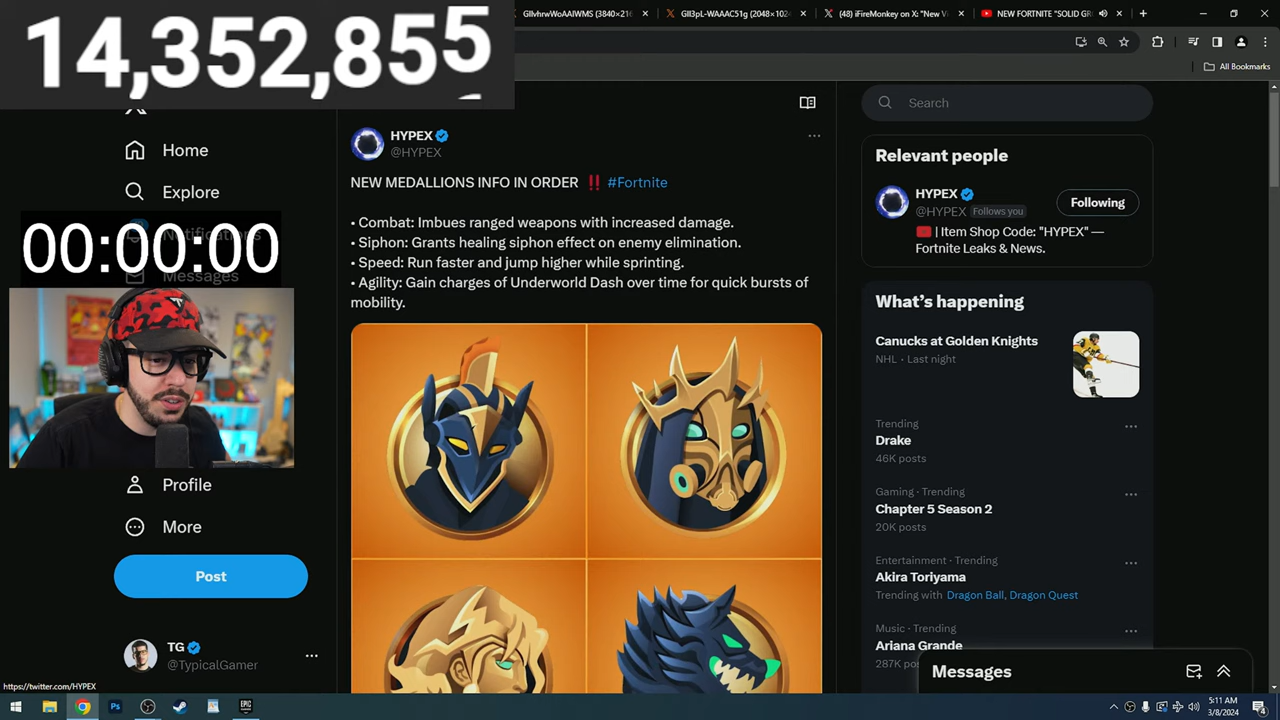 GIlvhrwWoAAlWMS (3840×216
GIl3pL-WAAAC51g (2048×1024
(48) iFireMonkey on X: "New V
NEW FORTNITE "SOLID GR
All Bookmarks
14,352,855
00:00:00
Home
Explore
Notifications
Messages
Profile
More
Post
TG
@TypicalGamer
https://twitter.com/HYPEX
HYPEX
@HYPEX
NEW MEDALLIONS INFO IN ORDER ‼️ #Fortnite
• Combat: Imbues ranged weapons with increased damage.
• Siphon: Grants healing siphon effect on enemy elimination.
• Speed: Run faster and jump higher while sprinting.
• Agility: Gain charges of Underworld Dash over time for quick bursts of
mobility.
Search
Relevant people
HYPEX
@HYPEX Follows you
Following
| Item Shop Code: "HYPEX" —
Fortnite Leaks & News.
What's happening
Canucks at Golden Knights
NHL · Last night
Trending
Drake
46K posts
Gaming · Trending
Chapter 5 Season 2
20K posts
Entertainment · Trending
Akira Toriyama
Trending with Dragon Ball, Dragon Quest
Music · Trending
Ariana Grande
287K
Messages
Ps
EPIC
5:11 AM
3/8/2024
4